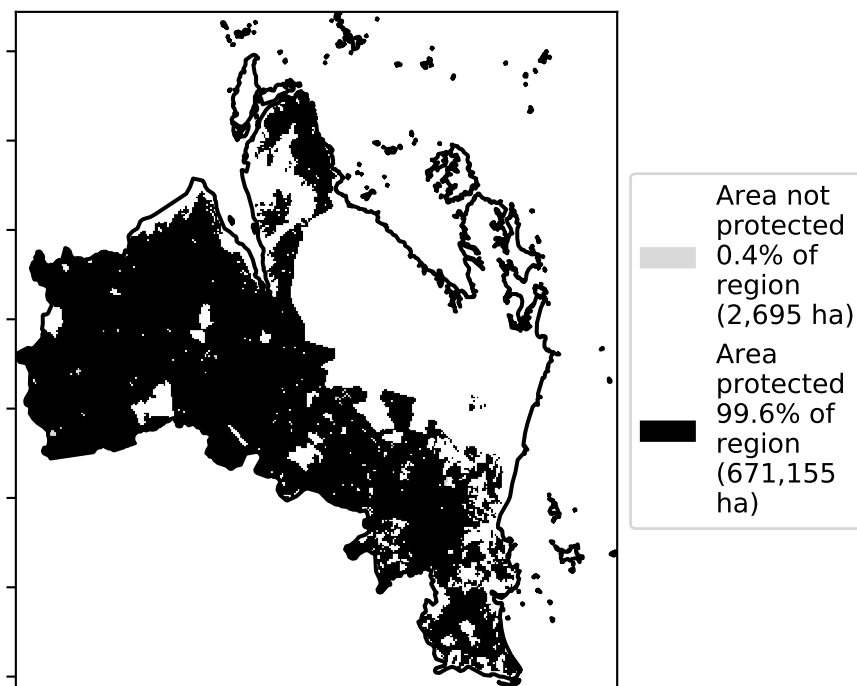 Area not
protected
0.4% of
region
(2,695 ha)
Area
protected
99.6% of
region
(671,155
ha)